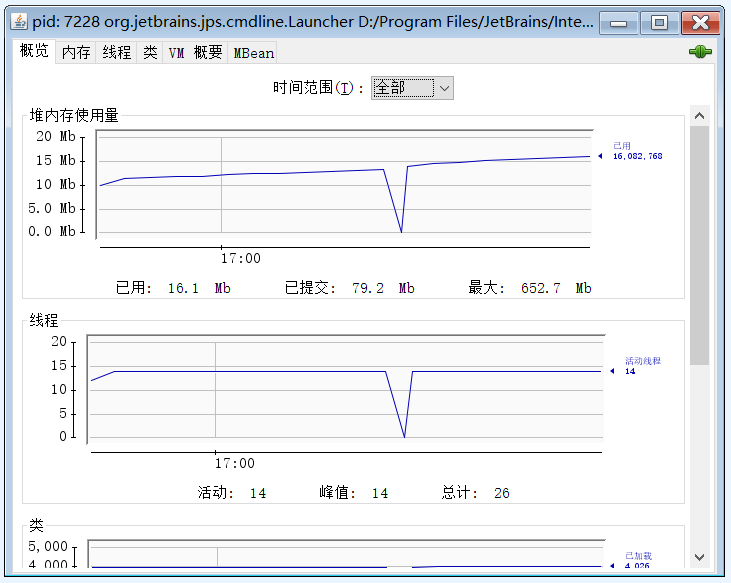 pid: 7228 org.jetbrains.jps.cmdline.Launcher D:/Program Files/JetBrains/Inte...
概览 内存 线程 类 VM 概要 MBean
时间范围(T): 全部
堆内存使用量
20 Mb
15 Mb
10 Mb
5.0 Mb
0.0 Mb
已用
16,082,768
17:00
已用: 16.1 Mb 已提交: 79.2 Mb 最大: 652.7 Mb
线程
20
15
10
5
0
活动线程
14
17:00
活动: 14 峰值: 14 总计: 26
类
5,000
4,000
已加载
4,026